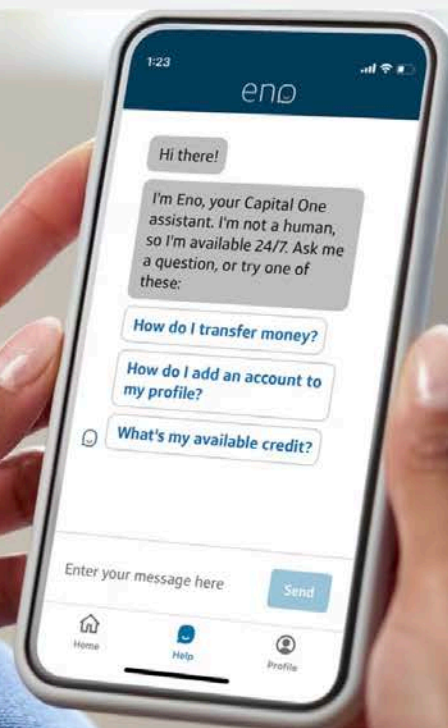 1:23
eno
Hi there!
I'm Eno, your Capital One
assistant. I'm not a human,
so I'm available 24/7. Ask me
a question, or try one of
these:
How do I transfer money?
How do I add an account to
my profile?
What's my available credit?
Enter your message here
Send
Home
Help
Profile